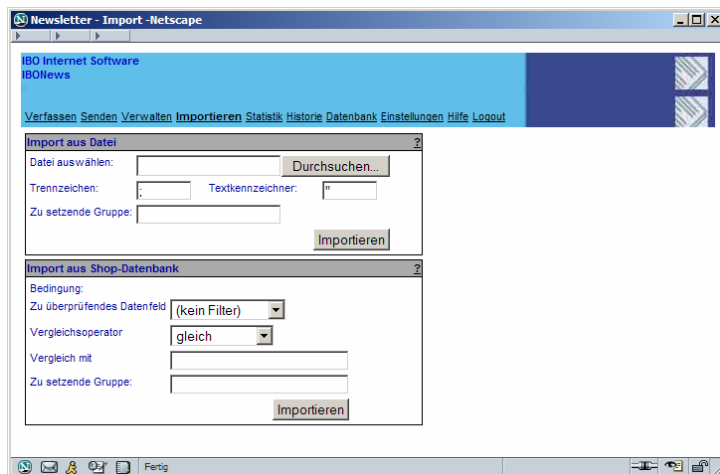 Newsletter - Import -Netscape
IBO Internet Software
IBONews
Verfassen Senden Verwalten Importieren Statistik Historie Datenbank Einstellungen Hilfe Logout
Import aus Datei ?
Datei auswählen: Durchsuchen...
Trennzeichen: ; Textkennzeichner: "
Zu setzende Gruppe:
Importieren
Import aus Shop-Datenbank ?
Bedingung:
Zu überprüfendes Datenfeld (kein Filter)
Vergleichsoperator gleich
Vergleich mit
Zu setzende Gruppe:
Importieren
Fertig